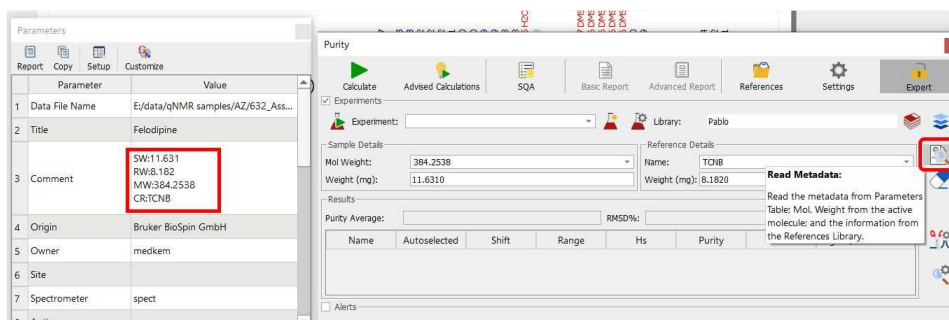 Parameters
Report Copy Setup Customize
Parameter Value
1 Data File Name E:/data/qNMR samples/AZ/632_Ass...
2 Title Felodipine
3 Comment
SW:11.631
RW:8.182
MW:384.2538
CR:TCNB
4 Origin Bruker BioSpin GmbH
5 Owner medkem
6 Site
7 Spectrometer spect
Purity
Calculate Advised Calculations SQA Basic Report Advanced Report References Settings Expert
Experiments
Experiment: Library: Pablo
Sample Details Reference Details
Mol Weight: 384.2538 Name: TCNB
Weight (mg): 11.6310 Weight (mg): 8.1820
Read Metadata:
Read the metadata from Parameters
Table; Mol. Weight from the active
molecule; and the information from
the References Library.
Results
Purity Average: RMSD%:
Name Autoselected Shift Range Hs Purity
Alerts